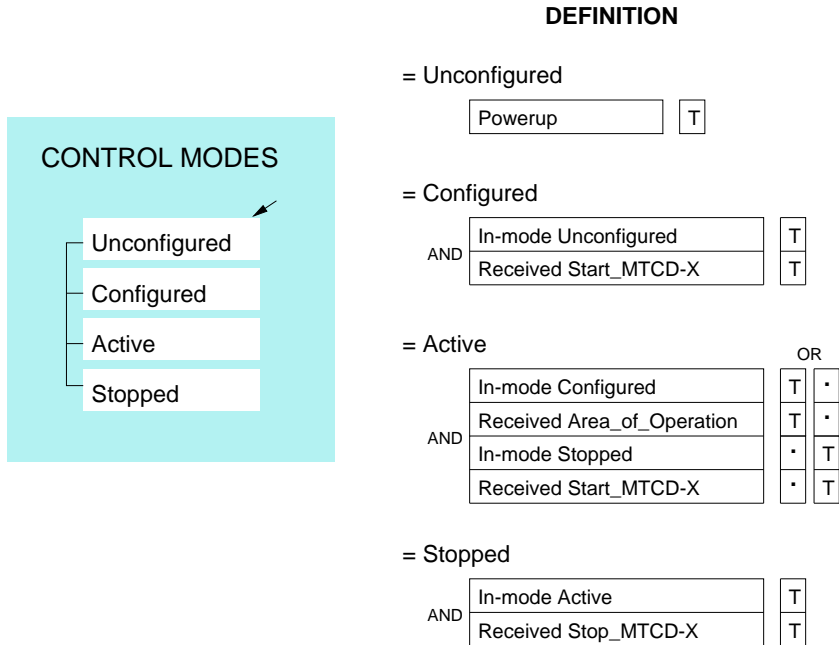 DEFINITION
CONTROL MODES
Unconfigured
Configured
Active
Stopped
= Unconfigured
Powerup T
= Configured
AND
In-mode Unconfigured T
Received Start_MTCD-X T
= Active
OR
AND
In-mode Configured T ·
Received Area_of_Operation T ·
In-mode Stopped · T
Received Start_MTCD-X · T
= Stopped
AND
In-mode Active T
Received Stop_MTCD-X T